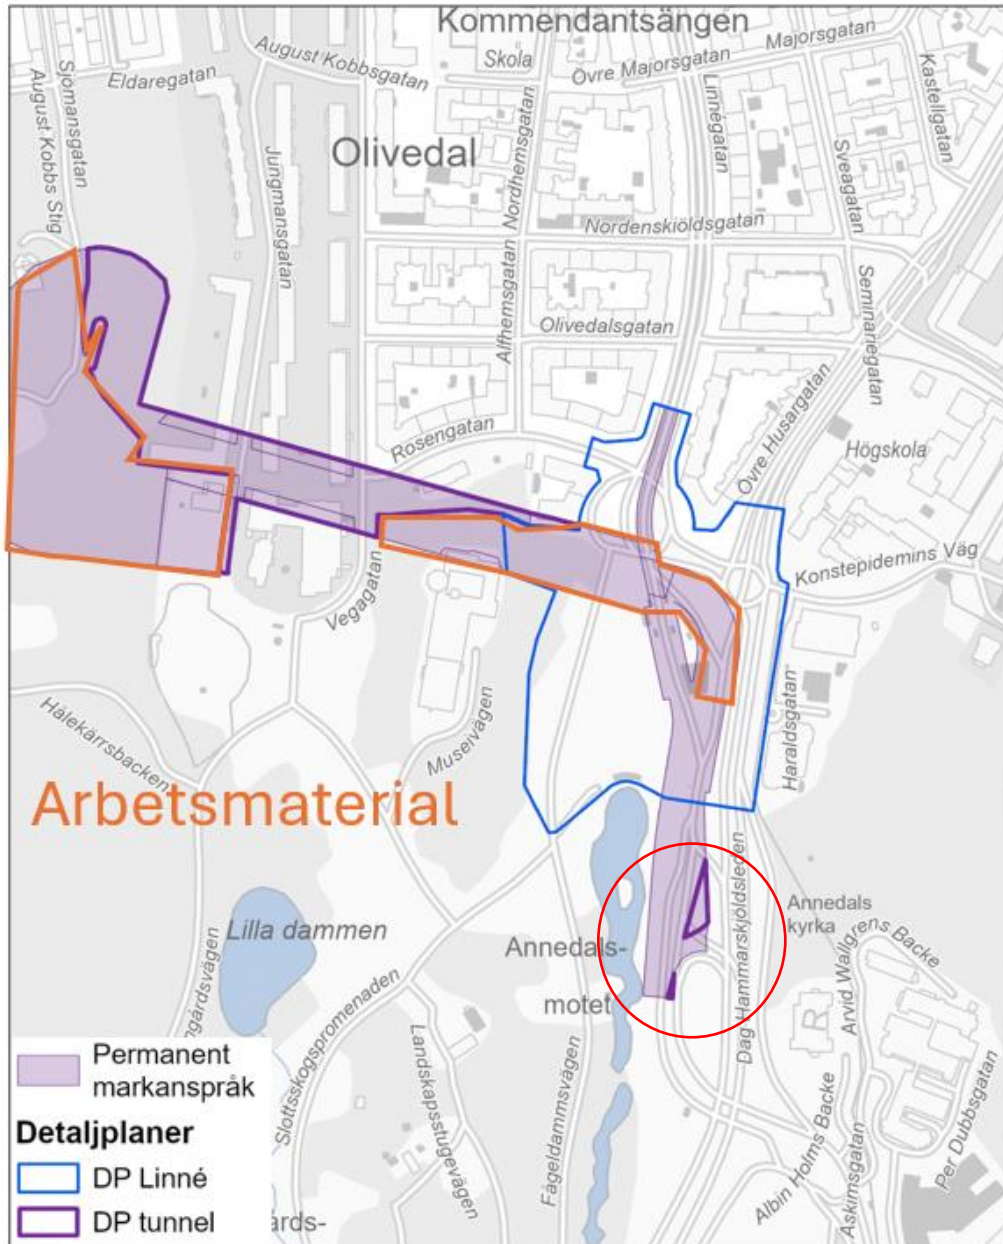 Kommendantsängen
Skola
Övre Majorsgatan
Majorsgatan
Kastellgatan
August Kobbsgatan
Eldaregatan
Sjömansgatan
August Kobbs Stig
Jungmansgatan
Olivedal
Nordhemsgatan
Linnégatan
Sveagatan
Nordenskiöldsgatan
Alfhemsgatan
Olivedalsgatan
Seminariegatan
Rosengatan
Övre Husargatan
Högskola
Konstepidemins Väg
Vegagatan
Haraldsgatan
Museivägen
Hälekärrsbacken
Arbetsmaterial
Dag Hammarskjöldsleden
Annedals
kyrka
Arvid Wallgrens Backe
Lilla dammen
Annedals-
motet
ngårdsvägen
Slottsskogspromenaden
Landskapsstugevägen
Fågeldammsvägen
Albin Holms Backe
Askimsgatan
Per Dubbsgatan
Permanent
markanspråk
Detaljplaner
DP Linné
DP tunnel
ards-